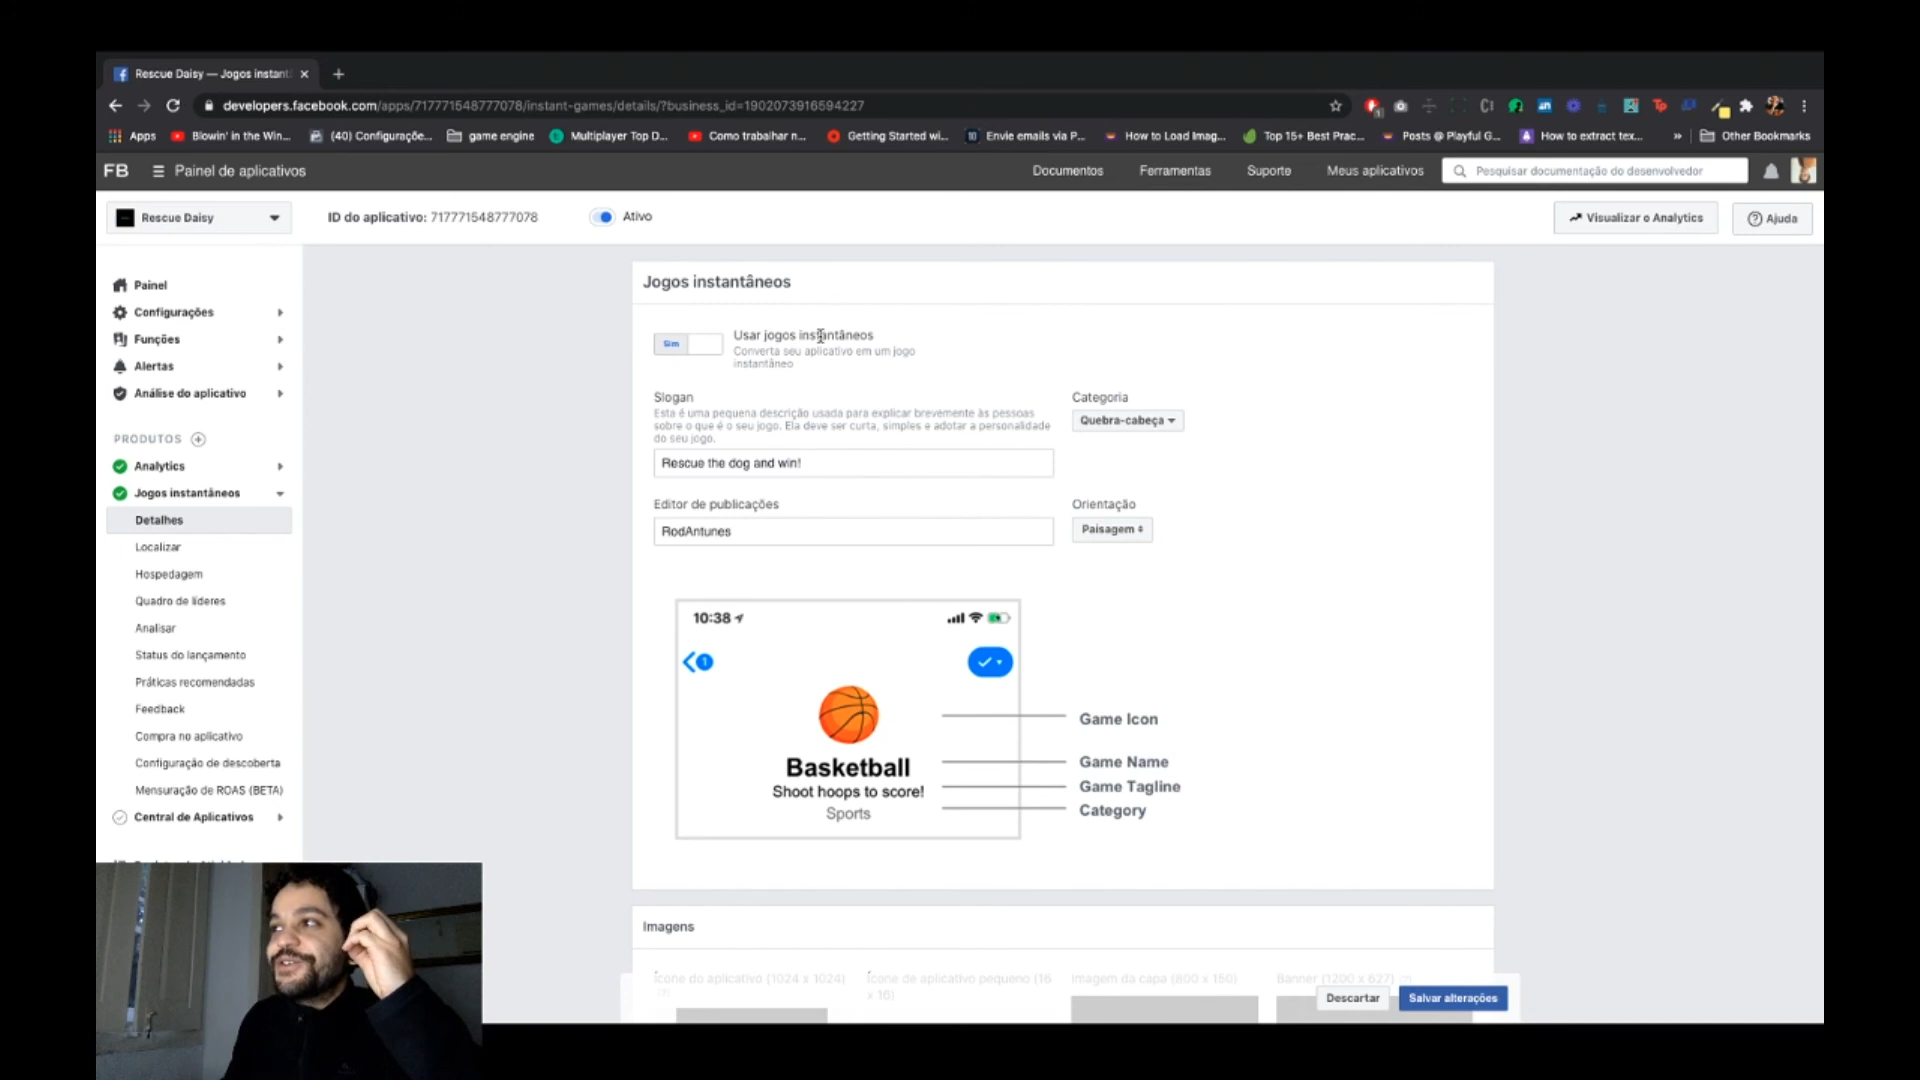 Rescue Daisy — Jogos instant
developers.facebook.com/apps/717771548777078/instant-games/details/?business_id=1902073916594227
Apps
Blowin' in the Win...
(40) Configuraçõe...
game engine
Multiplayer Top D...
Como trabalhar n...
Getting Started wi...
Envie emails via P...
How to Load Imag...
Top 15+ Best Prac...
Posts @ Playful G...
How to extract tex...
»
Other Bookmarks
FB
Painel de aplicativos
Documentos
Ferramentas
Suporte
Meus aplicativos
Pesquisar documentação do desenvolvedor
Rescue Daisy
ID do aplicativo: 717771548777078
Ativo
Visualizar o Analytics
Ajuda
Painel
Configurações
Funções
Alertas
Análise do aplicativo
PRODUTOS
Analytics
Jogos instantâneos
Detalhes
Localizar
Hospedagem
Quadro de líderes
Analisar
Status do lançamento
Práticas recomendadas
Feedback
Compra no aplicativo
Configuração de descoberta
Mensuração de ROAS (BETA)
Central de Aplicativos
Jogos instantâneos
Sim
Usar jogos instantâneos
Converta seu aplicativo em um jogo
instantâneo
Slogan
Esta é uma pequena descrição usada para explicar brevemente às pessoas
sobre o que é o seu jogo. Ela deve ser curta, simples e adotar a personalidade
do seu jogo.
Rescue the dog and win!
Categoria
Quebra-cabeça
Editor de publicações
RodAntunes
Orientação
Paisagem
10:38
1
Basketball
Shoot hoops to score!
Sports
Game Icon
Game Name
Game Tagline
Category
Imagens
Ícone do aplicativo (1024 x 1024)
(?)
Ícone de aplicativo pequeno (16
x 16)
Imagem da capa (800 x 150)
Banner (1200 x 627) (?)
Descartar
Salvar alterações